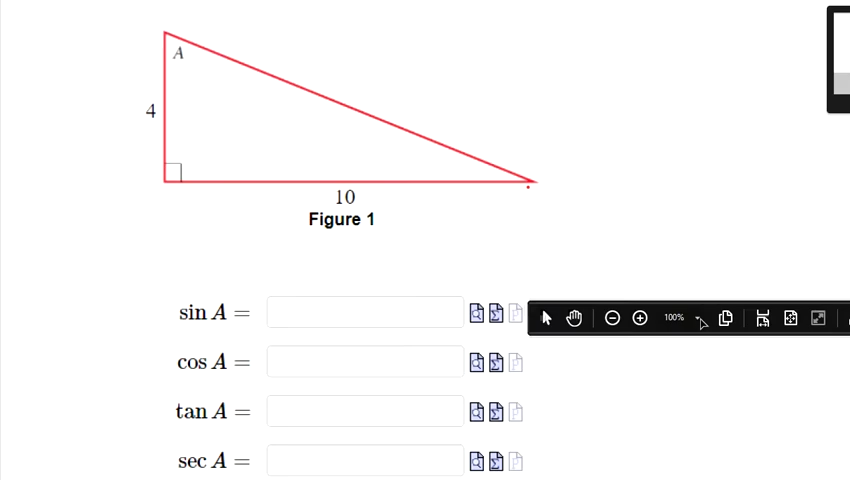 A
4
10
Figure 1
sin A =
100%
cos A =
tan A =
sec A =